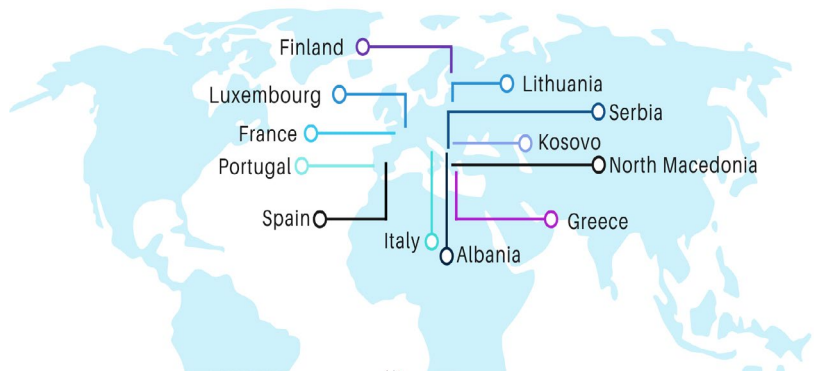 Finland
Lithuania
Luxembourg
Serbia
France
Kosovo
Portugal
North Macedonia
Spain
Greece
Italy
Albania